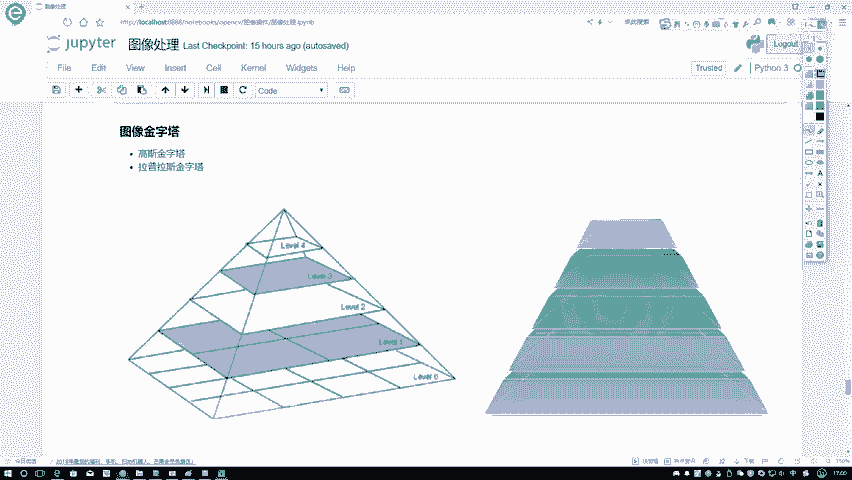 图像处理
http://localhost:8888/notebooks/opencv/图像操作/图像处理.ipynb
jupyter 图像处理 Last Checkpoint: 15 hours ago (autosaved)
Logout
File Edit View Insert Cell Kernel Widgets Help
Trusted
Python 3
Code
图像金字塔
高斯金字塔
拉普拉斯金字塔
Level 4
Level 3
Level 2
Level 1
Level 0
150%
17:00